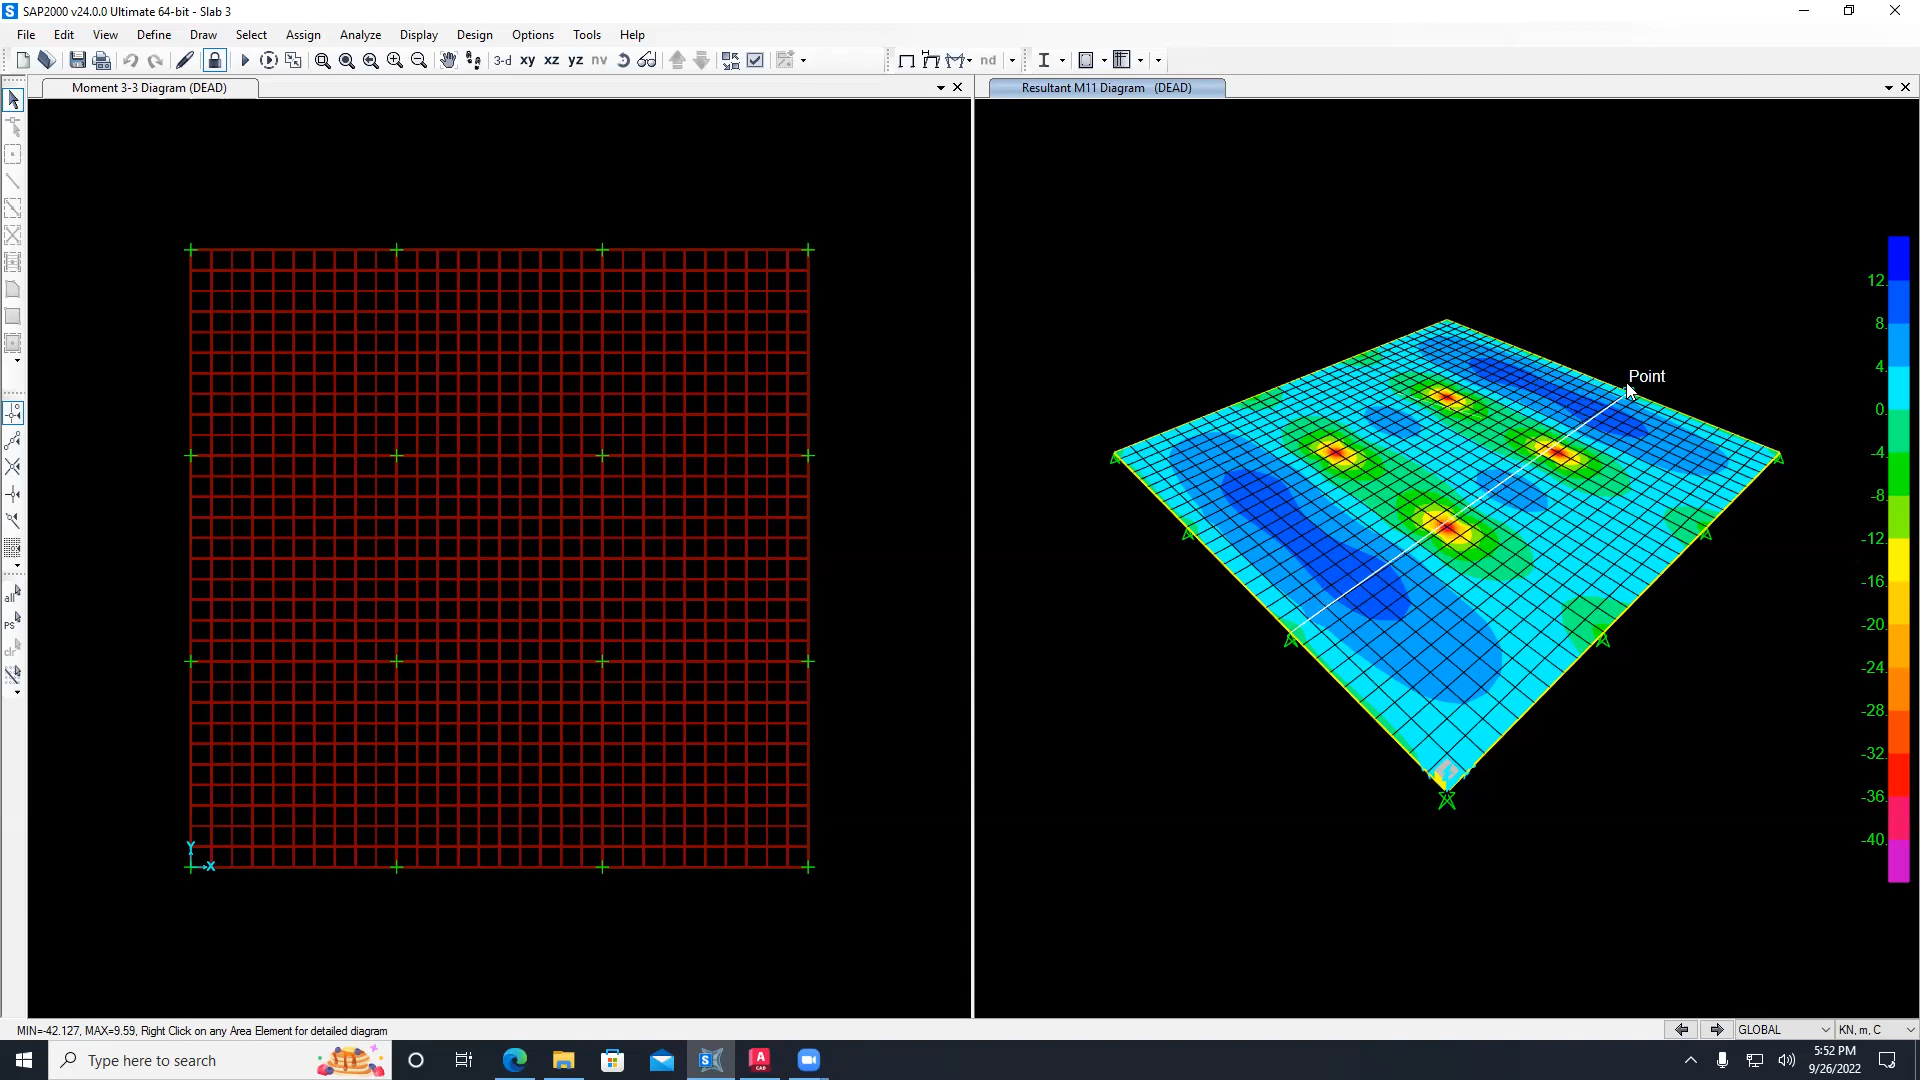 SAP2000 v24.0.0 Ultimate 64-bit - Slab 3
File Edit View Define Draw Select Assign Analyze Display Design Options Tools Help
3-d xy xz yz nv nd
Moment 3-3 Diagram (DEAD)
Resultant M11 Diagram (DEAD)
Point
12.
8.
4.
0.
-4.
-8.
-12.
-16.
-20.
-24.
-28.
-32.
-36.
-40.
Y
X
all
PS
clr
MIN=-42.127, MAX=9.59, Right Click on any Area Element for detailed diagram
GLOBAL
KN, m, C
Type here to search
5:52 PM
9/26/2022